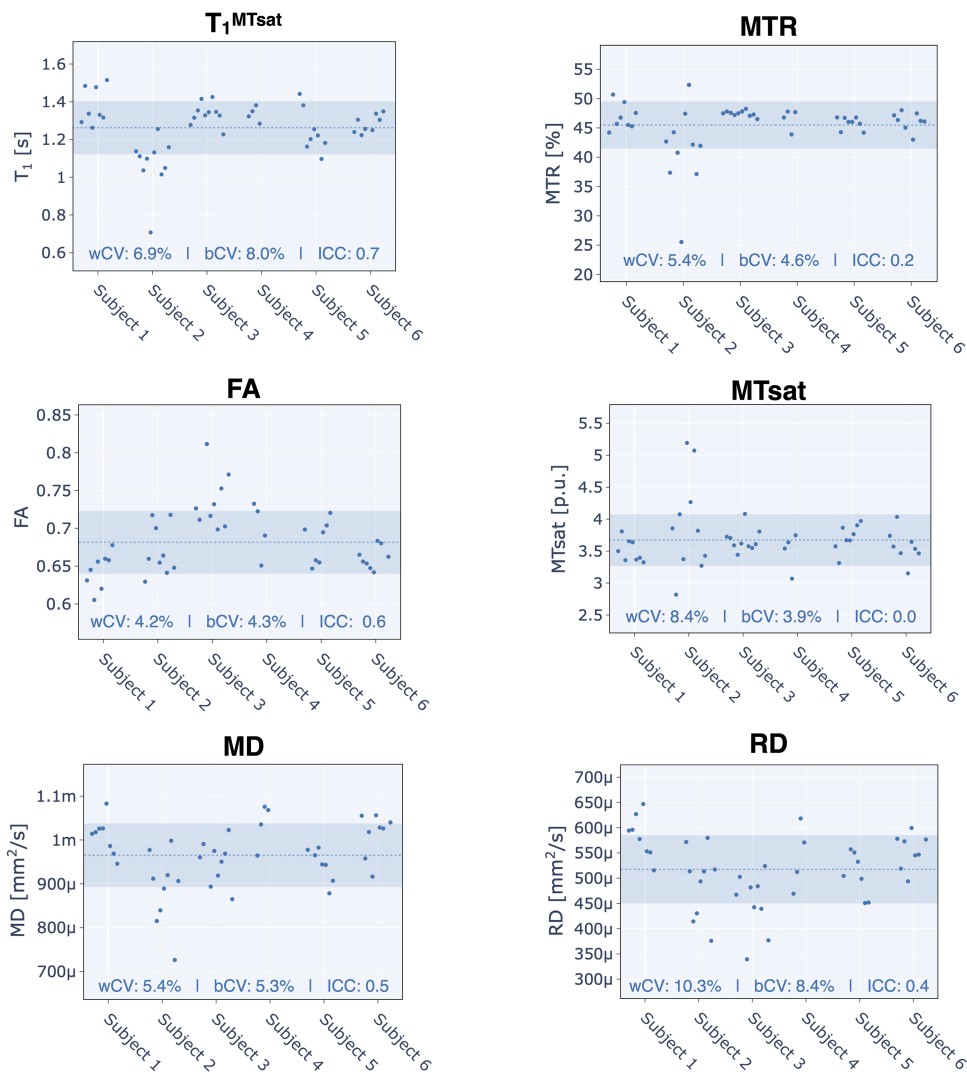 T₁ᴹᵀˢᵃᵗ
T₁ [s]
1.6
1.4
1.2
1
0.8
0.6
wCV: 6.9% | bCV: 8.0% | ICC: 0.7
Subject 1
Subject 2
Subject 3
Subject 4
Subject 5
Subject 6
MTR
MTR [%]
55
50
45
40
35
30
25
20
wCV: 5.4% | bCV: 4.6% | ICC: 0.2
Subject 1
Subject 2
Subject 3
Subject 4
Subject 5
Subject 6
FA
FA
0.85
0.8
0.75
0.7
0.65
0.6
wCV: 4.2% | bCV: 4.3% | ICC: 0.6
Subject 1
Subject 2
Subject 3
Subject 4
Subject 5
Subject 6
MTsat
MTsat [p.u.]
5.5
5
4.5
4
3.5
3
2.5
wCV: 8.4% | bCV: 3.9% | ICC: 0.0
Subject 1
Subject 2
Subject 3
Subject 4
Subject 5
Subject 6
MD
MD [mm²/s]
1.1m
1m
900μ
800μ
700μ
wCV: 5.4% | bCV: 5.3% | ICC: 0.5
Subject 1
Subject 2
Subject 3
Subject 4
Subject 5
Subject 6
RD
RD [mm²/s]
700μ
650μ
600μ
550μ
500μ
450μ
400μ
350μ
300μ
wCV: 10.3% | bCV: 8.4% | ICC: 0.4
Subject 1
Subject 2
Subject 3
Subject 4
Subject 5
Subject 6